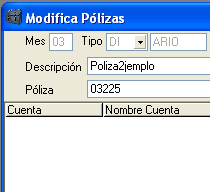 Modifica Pólizas
Mes 03 Tipo DI ARIO
Descripción Poliza2jemplo
Póliza 03225
Cuenta Nombre Cuenta